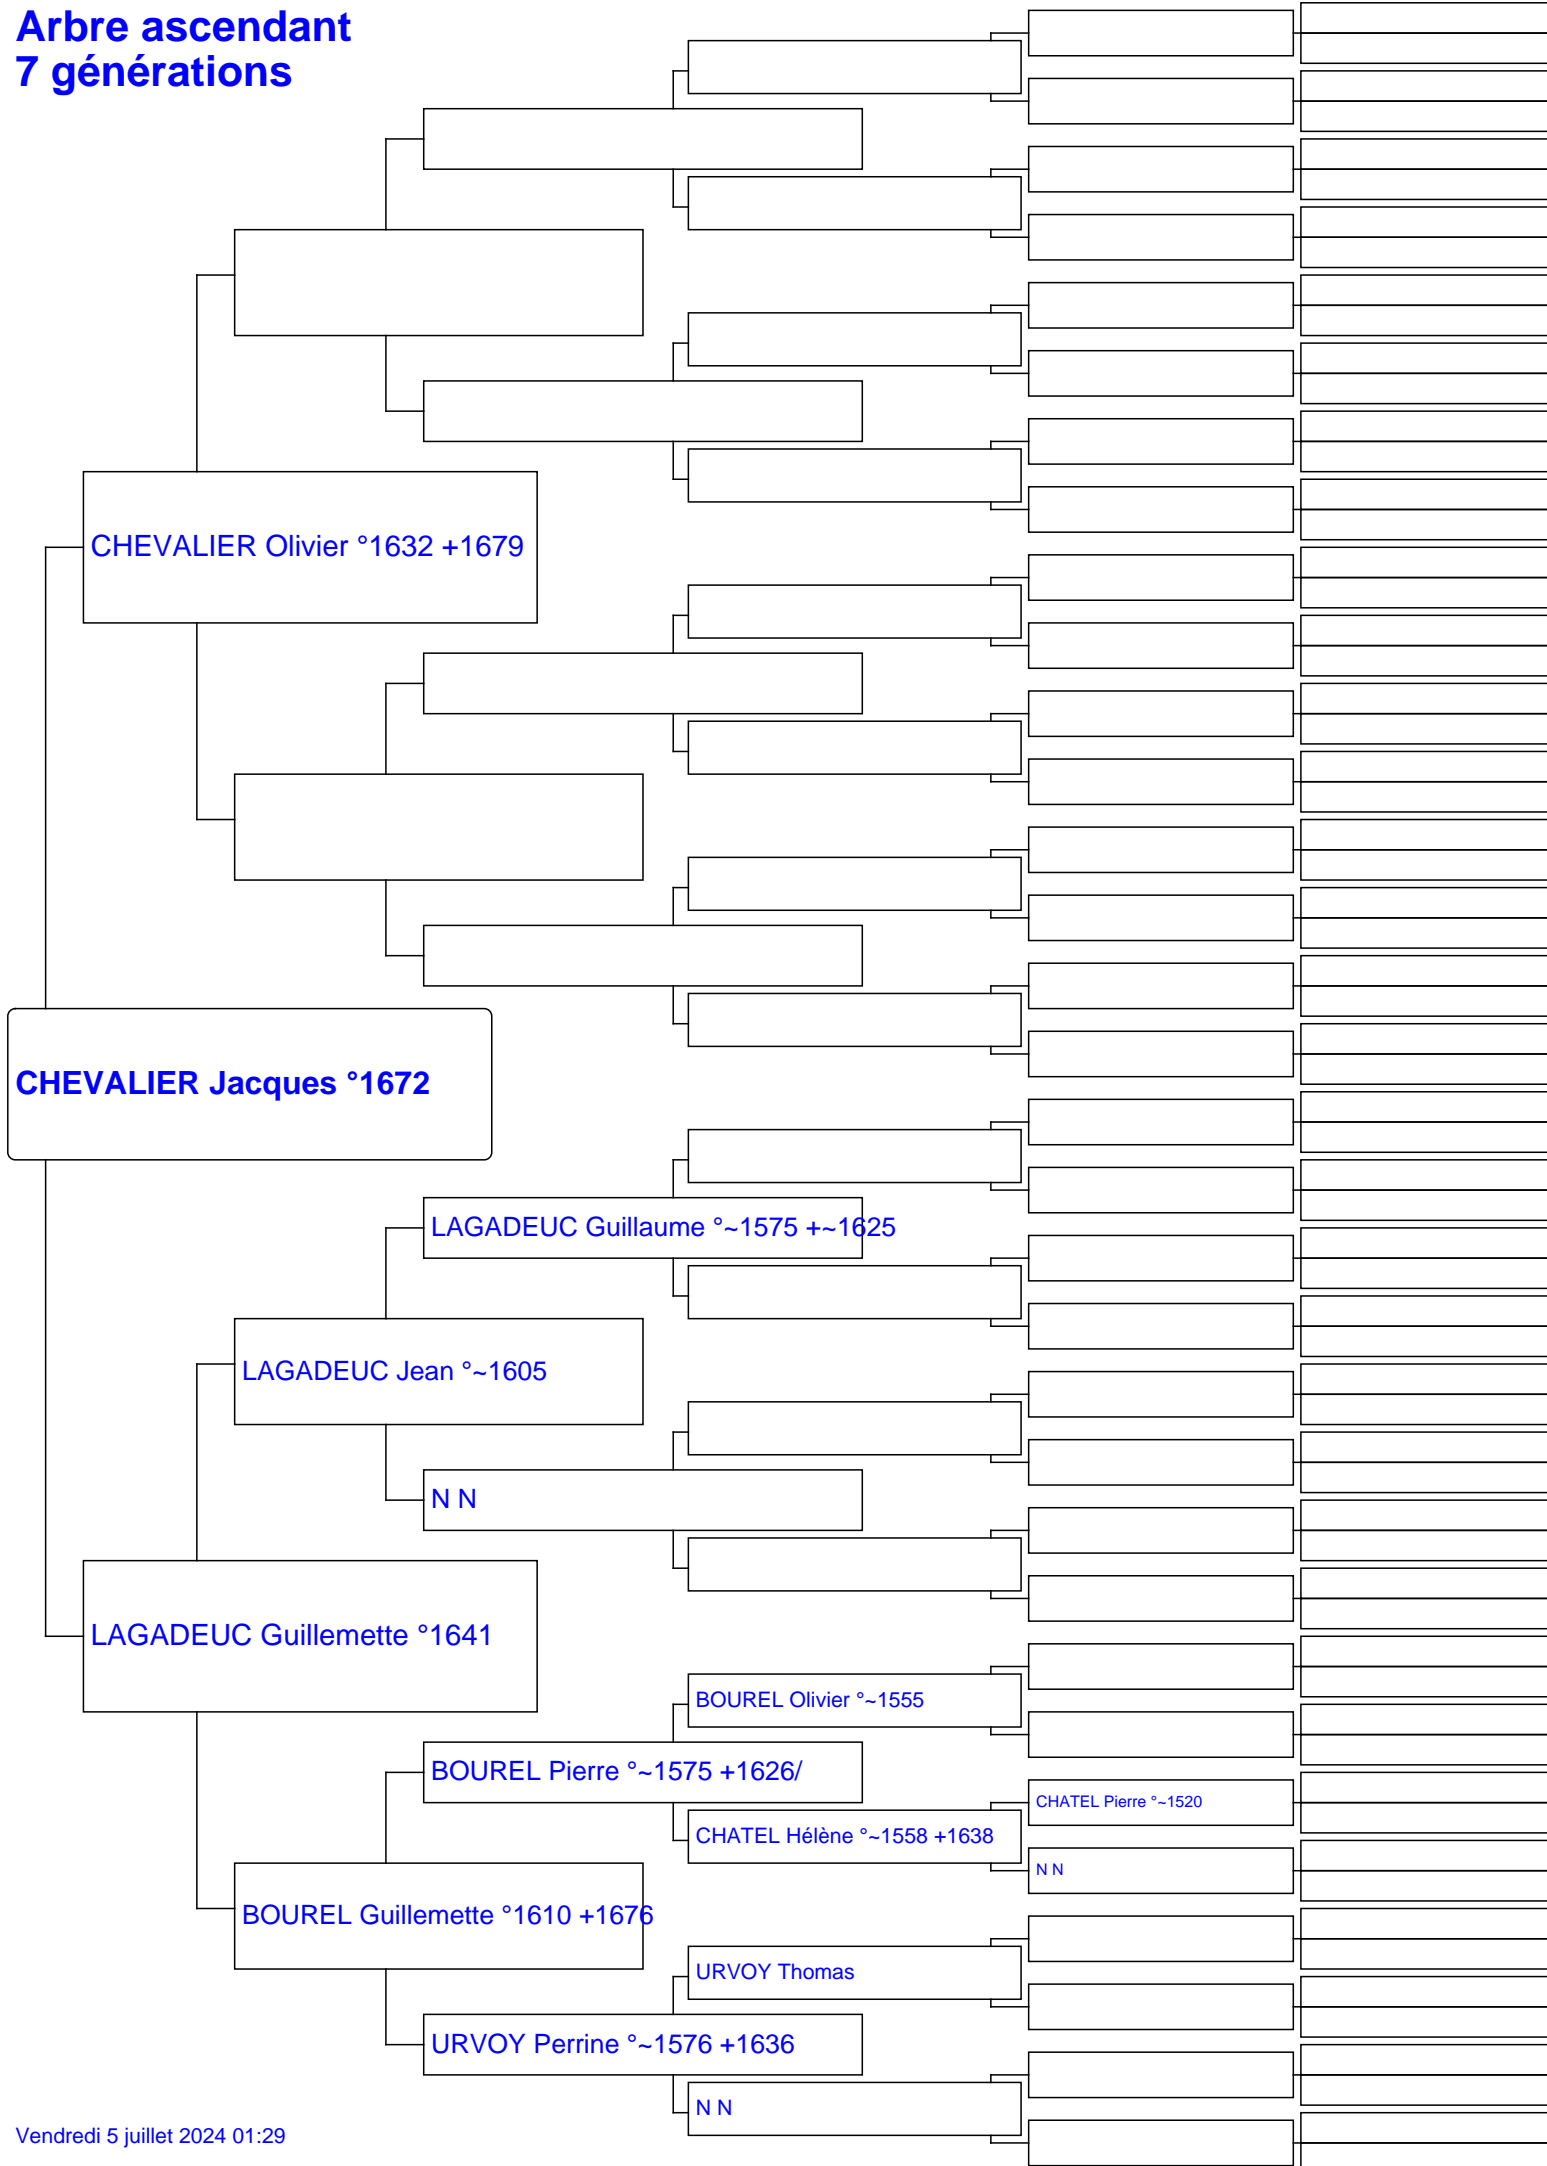 Arbre ascendant
7 générations
CHEVALIER Olivier °1632 +1679
CHEVALIER Jacques °1672
LAGADEUC Guillaume °~1575 +~1625
LAGADEUC Jean °~1605
N N
LAGADEUC Guillemette °1641
BOUREL Olivier °~1555
BOUREL Pierre °~1575 +1626/
CHATEL Pierre °~1520
CHATEL Hélène °~1558 +1638
N N
BOUREL Guillemette °1610 +1676
URVOY Thomas
URVOY Perrine °~1576 +1636
N N
Vendredi 5 juillet 2024 01:29